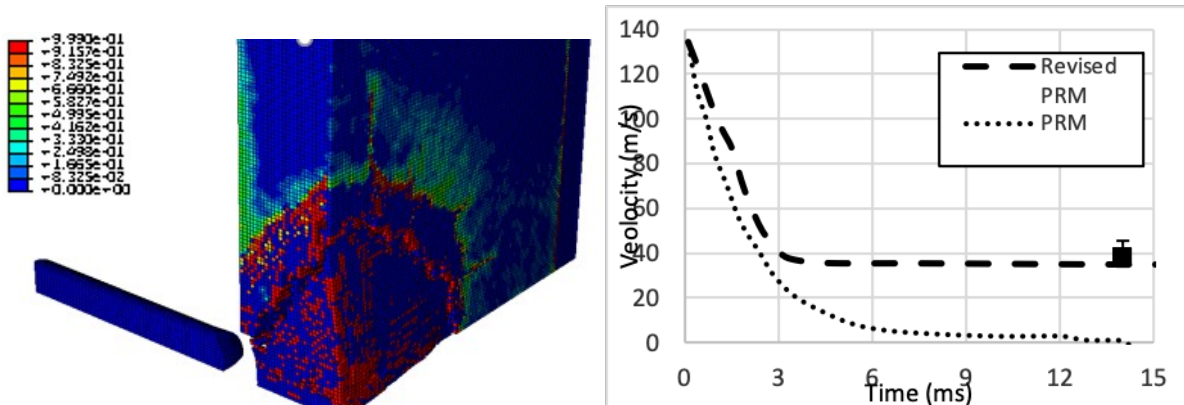 +9.990e-01
+9.157e-01
+8.325e-01
+7.492e-01
+6.660e-01
+5.827e-01
+4.995e-01
+4.162e-01
+3.330e-01
+2.498e-01
+1.665e-01
+8.325e-02
+0.000e+00
Veolocity (m/s)
140
120
100
80
60
40
20
0
Revised
PRM
PRM
0 3 6 9 12 15
Time (ms)